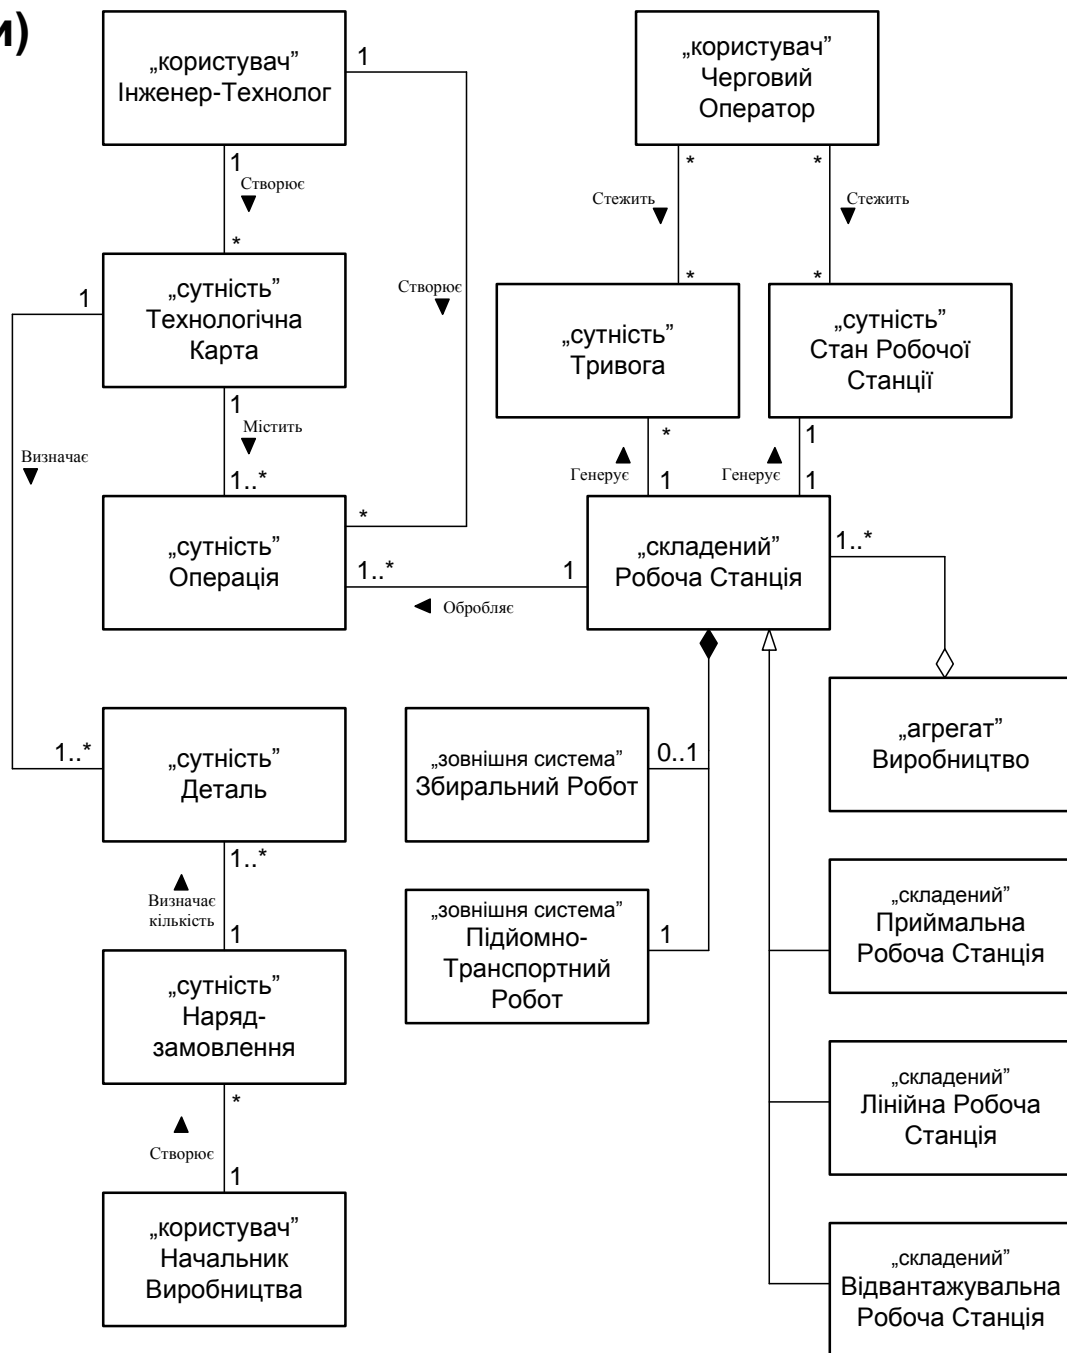 и)
„користувач”
Інженер-Технолог
1
1
Створює
*
„користувач”
Черговий
Оператор
*
*
Стежить
Стежить
*
*
1
„сутність”
Технологічна
Карта
Створює
„сутність”
Тривога
„сутність”
Стан Робочої
Станції
1
Містить
Визначає
1..*
*
1
Генерує
Генерує
1
1
*
„сутність”
Операція
1..*
1
Обробляє
„складений”
Робоча Станція
1..*
„агрегат”
Виробництво
1..*
„сутність”
Деталь
„зовнішня система”
Збиральний Робот
0..1
1..*
Визначає
кількість
1
„зовнішня система”
Підйомно-
Транспортний
Робот
1
„складений”
Приймальна
Робоча Станція
„сутність”
Наряд-
замовлення
*
Створює
1
„складений”
Лінійна Робоча
Станція
„користувач”
Начальник
Виробництва
„складений”
Відвантажувальна
Робоча Станція